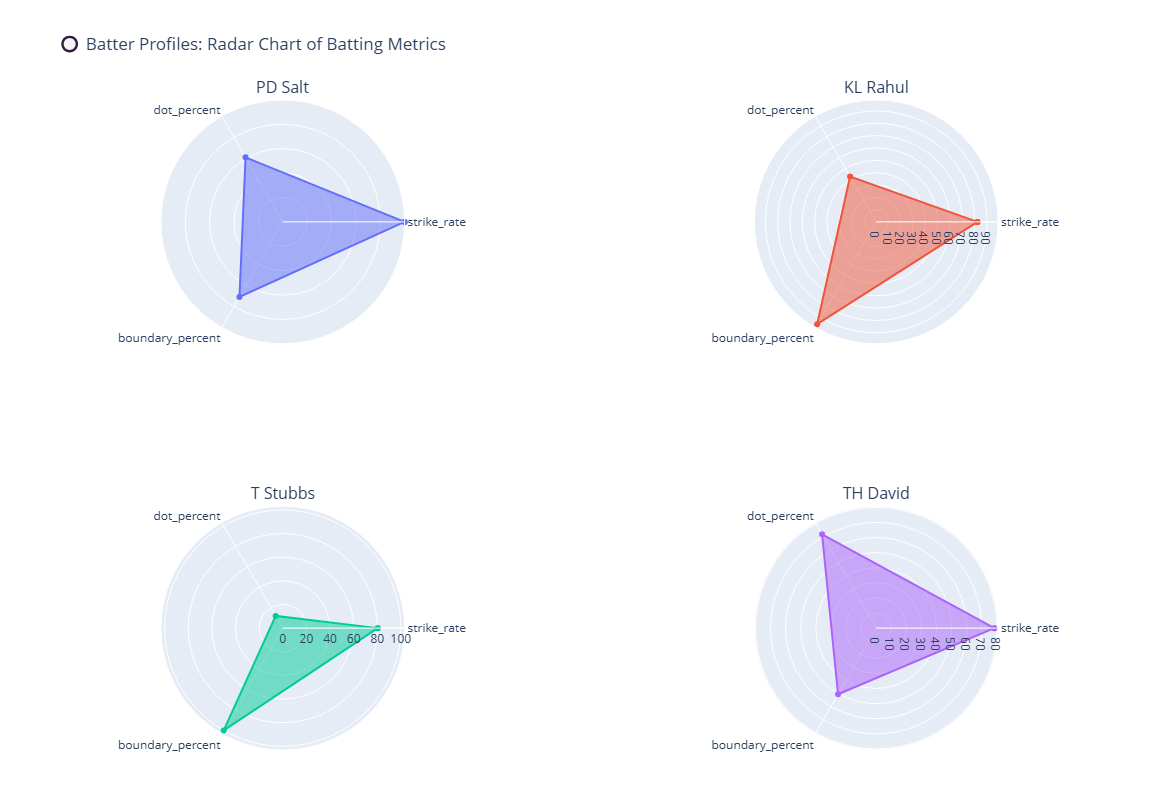 Batter Profiles: Radar Chart of Batting Metrics
PD Salt
dot_percent
strike_rate
boundary_percent
KL Rahul
dot_percent
strike_rate
0 10 20 30 40 50 60 70 80 90
boundary_percent
T Stubbs
dot_percent
strike_rate
0 20 40 60 80 100
boundary_percent
TH David
dot_percent
strike_rate
0 10 20 30 40 50 60 70 80
boundary_percent